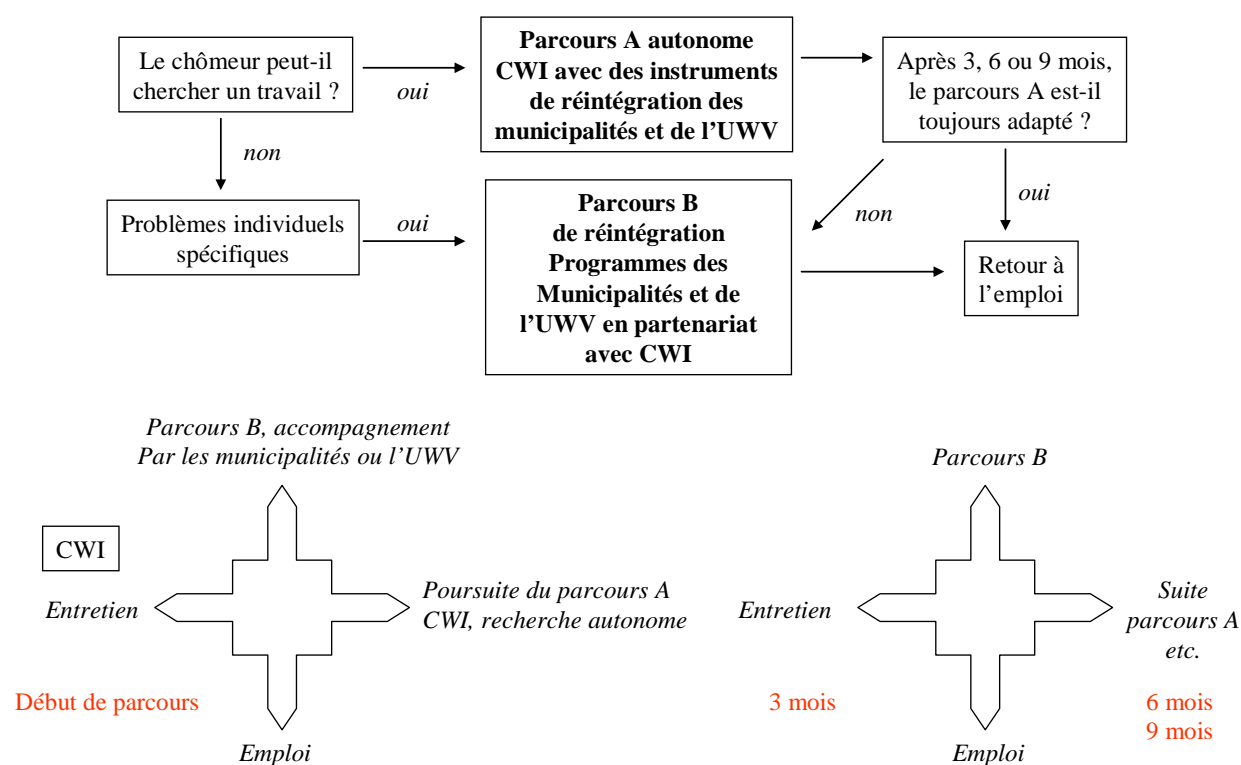 Le chômeur peut-il
chercher un travail ?
oui
Parcours A autonome
CWI avec des instruments
de réintégration des
municipalités et de l’UWV
Après 3, 6 ou 9 mois,
le parcours A est-il
toujours adapté ?
non
Problèmes individuels
spécifiques
oui
Parcours B
de réintégration
Programmes des
Municipalités et de
l’UWV en partenariat
avec CWI
non
oui
Retour à
l’emploi
Parcours B, accompagnement
Par les municipalités ou l’UWV
CWI
Entretien
Poursuite du parcours A
CWI, recherche autonome
Début de parcours
Emploi
Parcours B
Entretien
Suite
parcours A
etc.
3 mois
6 mois
9 mois
Emploi